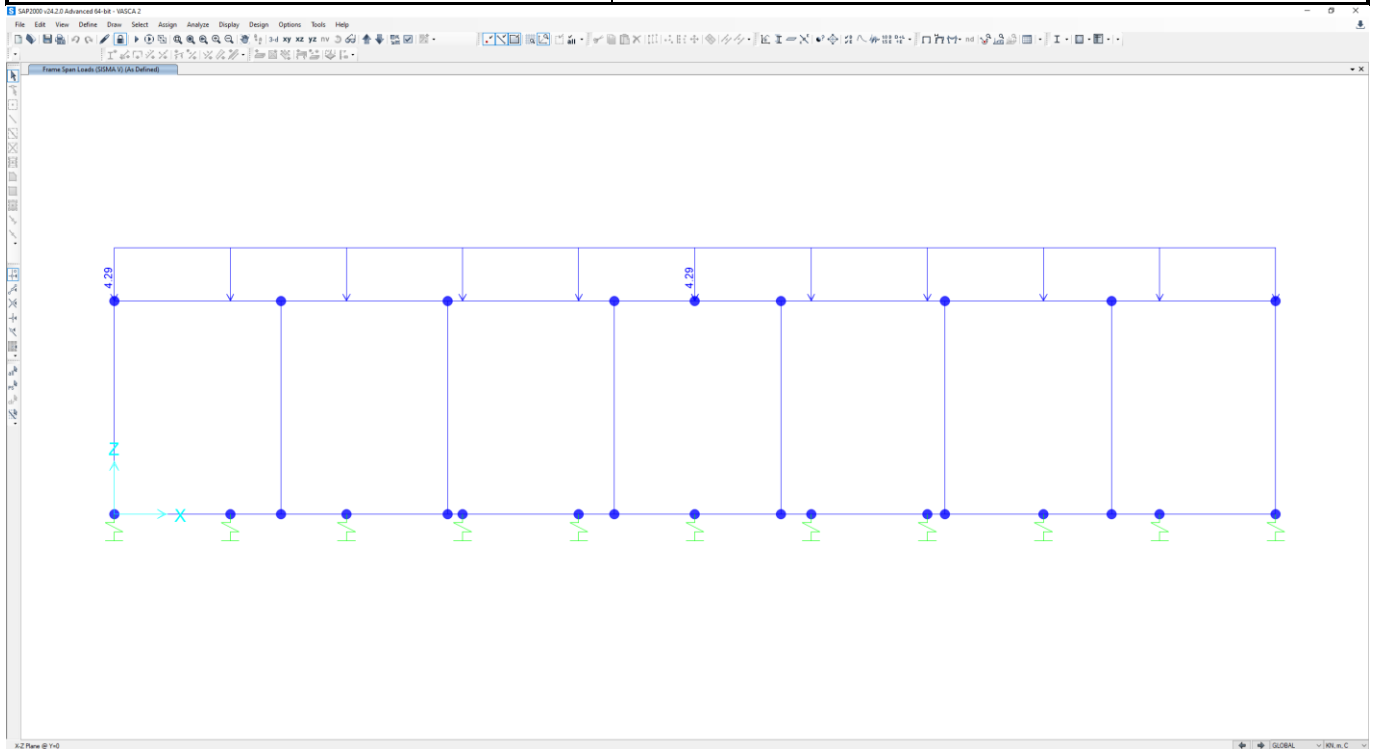 SAP2000 v24.2.0 Advanced 64-bit - VASCA 2
File Edit View Define Draw Select Assign Analyze Display Design Options Tools Help
3-d xy xz yz nv
nd
Frame Span Loads (SISMA V) (As Defined)
4.29 4.29
Z
X
X-Z Plane @ Y=0
GLOBAL KN, m, C